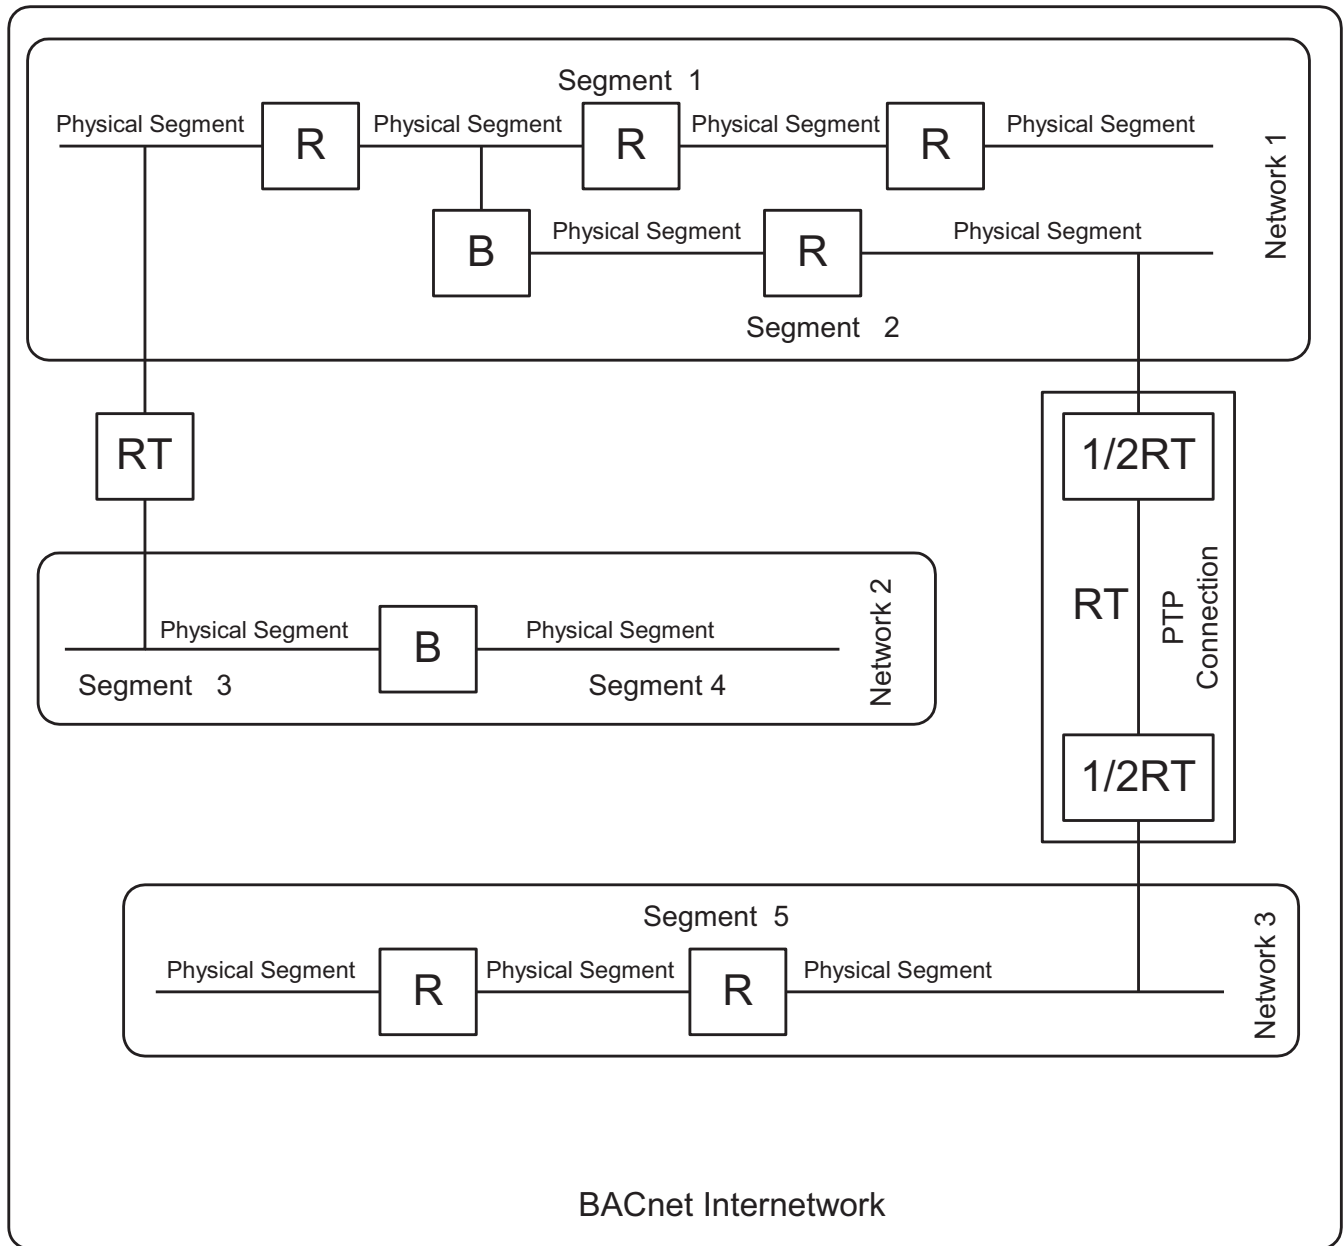 Segment 1
Physical Segment
R
Physical Segment
R
Physical Segment
R
Physical Segment
Network 1
B
Physical Segment
R
Physical Segment
Segment 2
RT
1/2RT
RT
PTP
Connection
1/2RT
Physical Segment
B
Physical Segment
Segment 3
Segment 4
Network 2
Segment 5
Physical Segment
R
Physical Segment
R
Physical Segment
Network 3
BACnet Internetwork